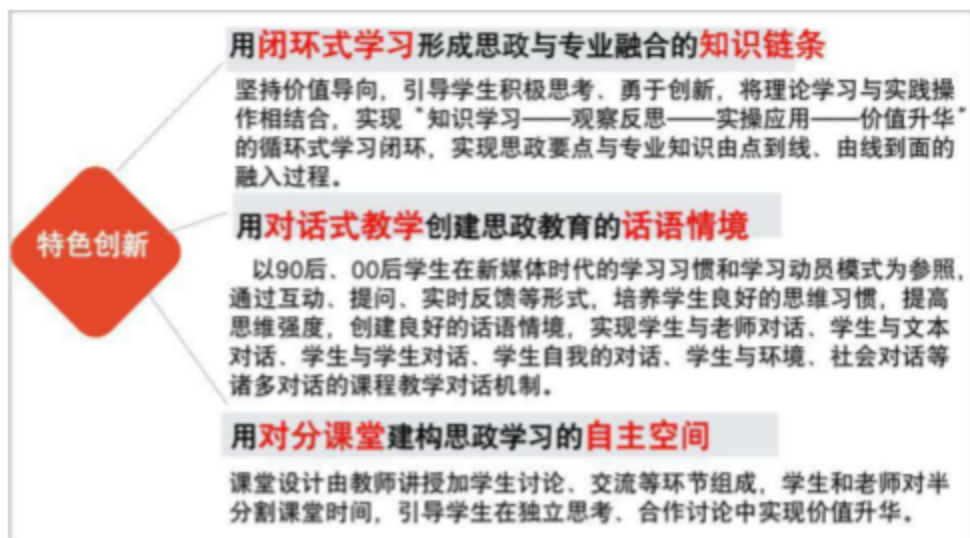 特色创新
用闭环式学习形成思政与专业融合的知识链条
坚持价值导向，引导学生积极思考、勇于创新，将理论学习与实践操
作相结合，实现“知识学习——观察反思——实操应用——价值升华”
的循环式学习闭环，实现思政要点与专业知识由点到线、由线到面的
融入过程。
用对话式教学创建思政教育的话语情境
以90后、00后学生在新媒体时代的学习习惯和学习动员模式为参照，
通过互动、提问、实时反馈等形式，培养学生良好的思维习惯，提高
思维强度，创建良好的话语情境，实现学生与老师对话、学生与文本
对话、学生与学生对话、学生自我的对话、学生与环境、社会对话等
诸多对话的课程教学对话机制。
用对分课堂建构思政学习的自主空间
课堂设计由教师讲授加学生讨论、交流等环节组成，学生和老师对半
分割课堂时间，引导学生在独立思考、合作讨论中实现价值升华。